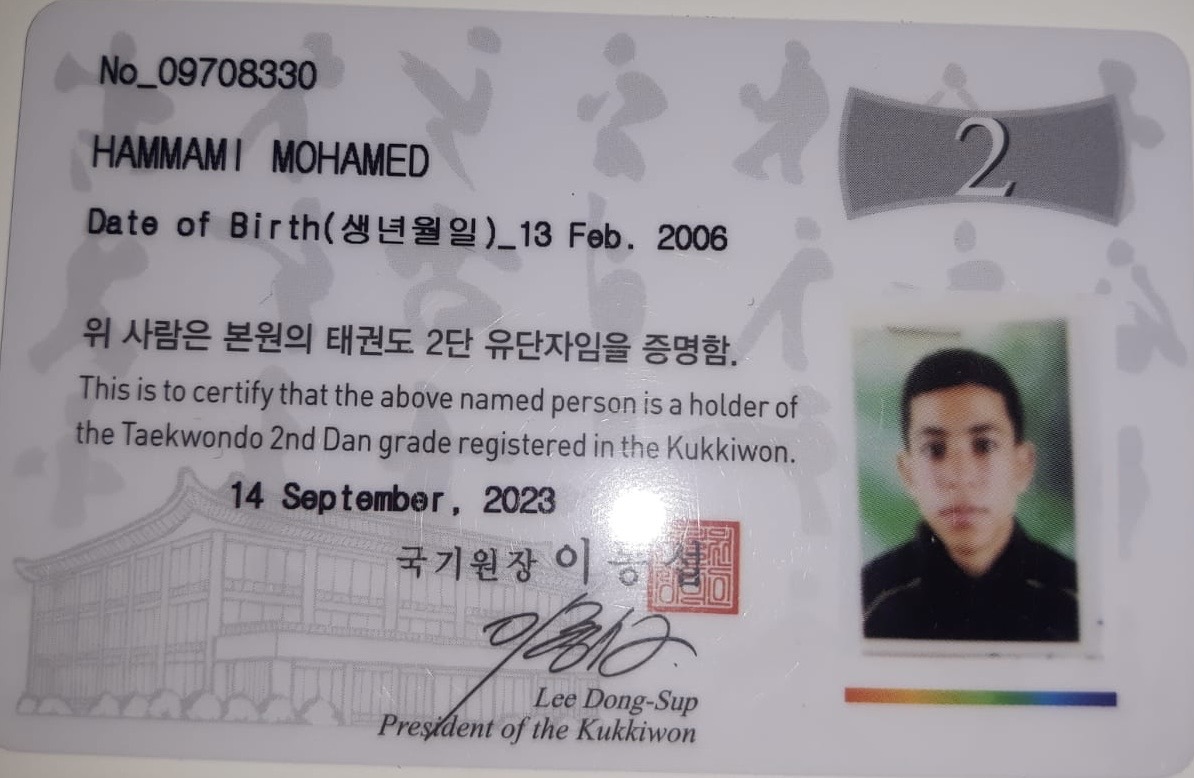 No_09708330
2
HAMMAMI MOHAMED
Date of Birth(생년월일)_13 Feb. 2006
위 사람은 본원의 태권도 2단 유단자임을 증명함.
This is to certify that the above named person is a holder of
the Taekwondo 2nd Dan grade registered in the Kukkiwon.
14 September, 2023
국기원장 이 동 섭
Lee Dong-Sup
President of the Kukkiwon